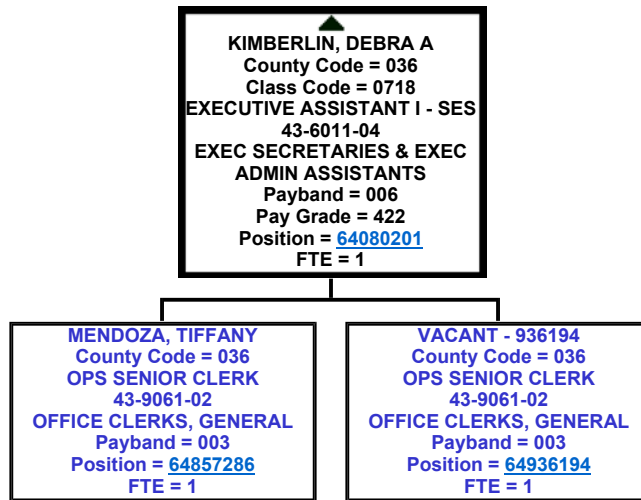 KIMBERLIN, DEBRA A
County Code = 036
Class Code = 0718
EXECUTIVE ASSISTANT I - SES
43-6011-04
EXEC SECRETARIES & EXEC
ADMIN ASSISTANTS
Payband = 006
Pay Grade = 422
Position = 64080201
FTE = 1
MENDOZA, TIFFANY
County Code = 036
OPS SENIOR CLERK
43-9061-02
OFFICE CLERKS, GENERAL
Payband = 003
Position = 64857286
FTE = 1
VACANT - 936194
County Code = 036
OPS SENIOR CLERK
43-9061-02
OFFICE CLERKS, GENERAL
Payband = 003
Position = 64936194
FTE = 1